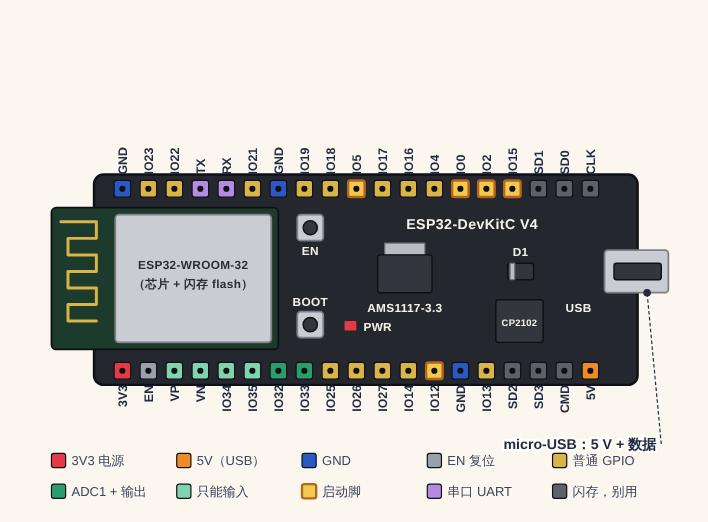 GND IO23 IO22 TX RX IO21 GND IO19 IO18 IO5 IO17 IO16 IO4 IO0 IO2 IO15 SD1 SD0 CLK
ESP32-DevKitC V4
ESP32-WROOM-32
（芯片 + 闪存 flash）
EN
D1
BOOT
AMS1117-3.3
USB
PWR
CP2102
3V3 EN VP VN IO34 IO35 IO32 IO33 IO25 IO26 IO27 IO14 IO12 GND IO13 SD2 SD3 CMD 5V
micro-USB：5 V + 数据
3V3 电源 5V（USB） GND EN 复位 普通 GPIO
ADC1 + 输出 只能输入 启动脚 串口 UART 闪存，别用